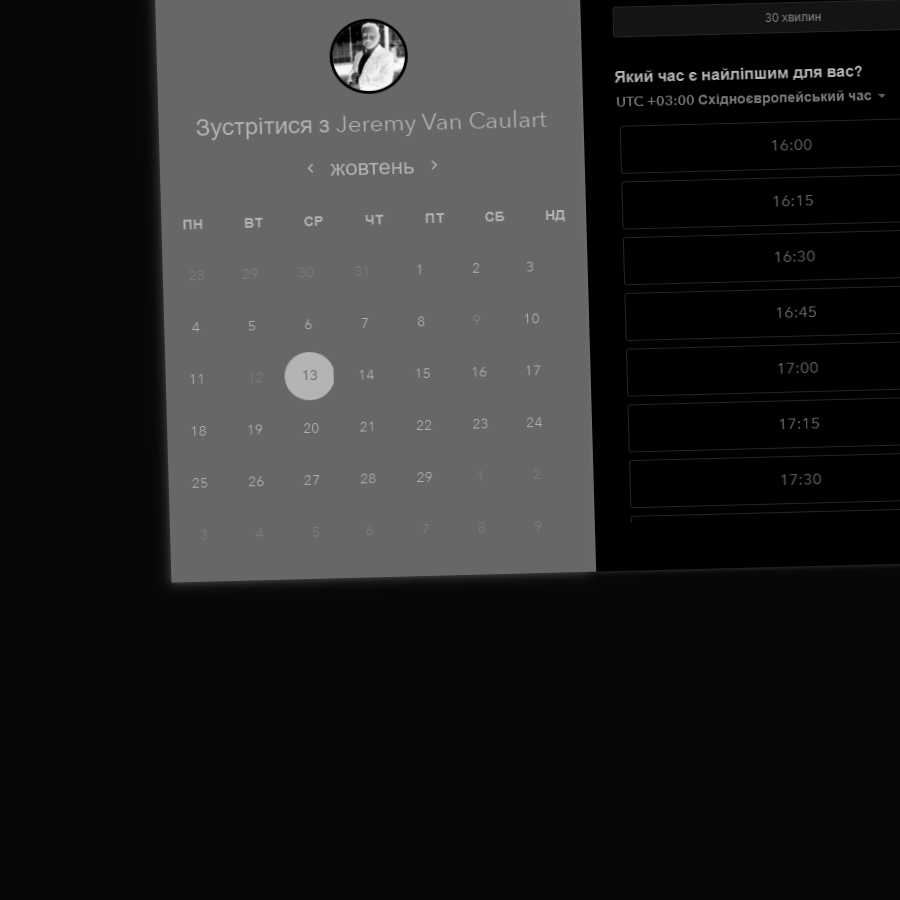 Зустрітися з Jeremy Van Caulart
жовтень
ПН ВТ СР ЧТ ПТ СБ НД
28 29 30 31 1 2 3
4 5 6 7 8 9 10
11 12 13 14 15 16 17
18 19 20 21 22 23 24
25 26 27 28 29 1 2
3 4 5 6 7 8 9
30 хвилин
Який час є найліпшим для вас?
UTC +03:00 Східноєвропейський час
16:00
16:15
16:30
16:45
17:00
17:15
17:30